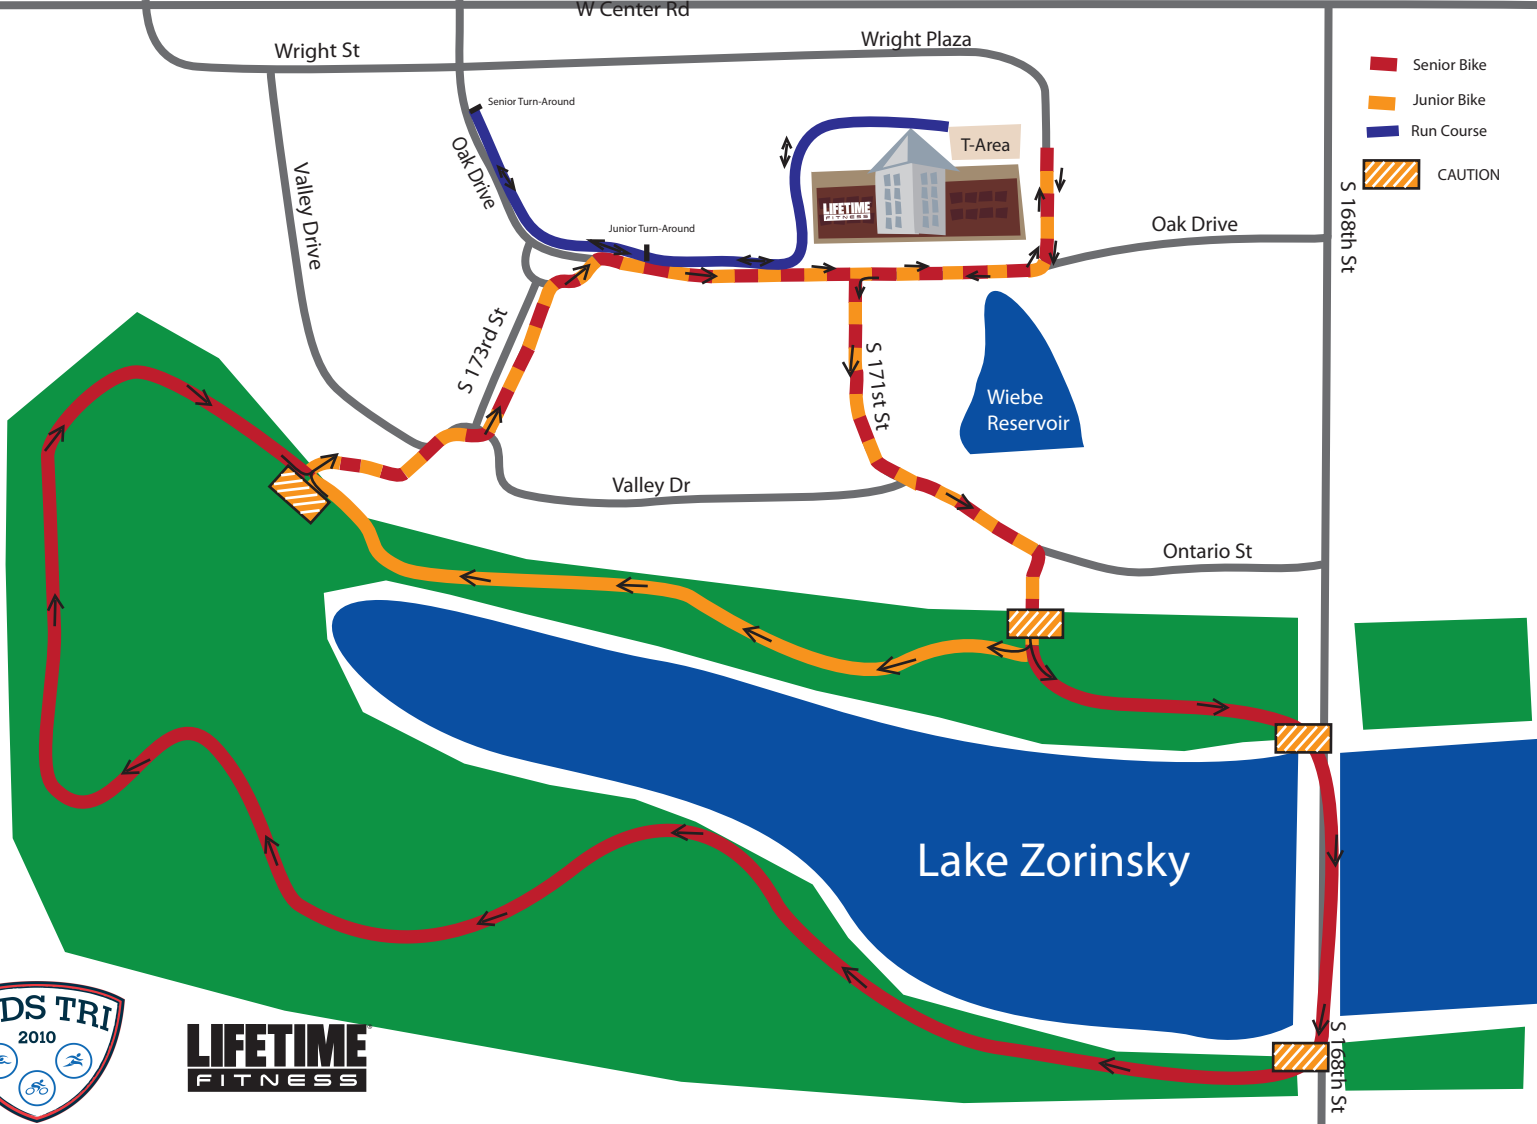 W Center Rd
Wright St
Wright Plaza
Senior Bike
Junior Bike
Run Course
CAUTION
Senior Turn-Around
Oak Drive
T-Area
Valley Drive
LIFETIME
FITNESS
S 168th St
Junior Turn-Around
Oak Drive
S 173rd St
S 171st St
Wiebe
Reservoir
Valley Dr
Ontario St
Lake Zorinsky
DS TRI
2010
LIFETIME
FITNESS
S 168th St